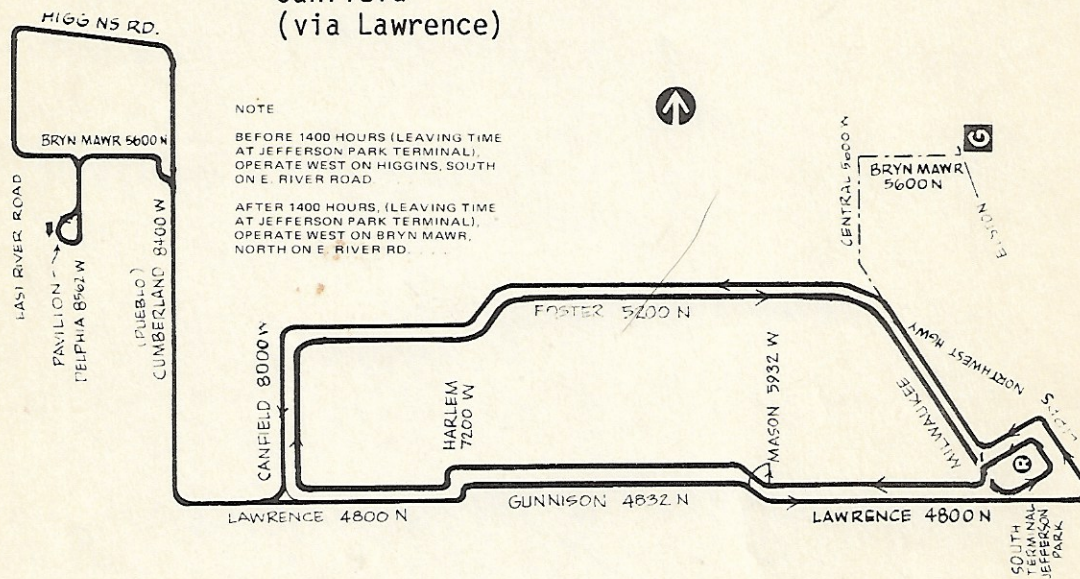 (via Lawrence)
HIGGINS RD.
NOTE
BEFORE 1400 HOURS (LEAVING TIME
AT JEFFERSON PARK TERMINAL),
OPERATE WEST ON HIGGINS, SOUTH
ON E. RIVER ROAD.
AFTER 1400 HOURS, (LEAVING TIME
AT JEFFERSON PARK TERMINAL),
OPERATE WEST ON BRYN MAWR,
NORTH ON E. RIVER RD. . . . .
BRYN MAWR 5600 N
EAST RIVER ROAD
PAVILION
DELPHIA 8562 W
(PUEBLO)
CUMBERLAND 8400 W
CENTRAL 5600 W
G
BRYN MAWR
5600 N
ELSTON
FOSTER 5200 N
CANFIELD 8000 W
HARLEM
7200 W
MASON 5932 W
MILWAUKEE
NORTHWEST HGWY
R
GUNNISON 4832 N
LAWRENCE 4800 N
LAWRENCE 4800 N
SOUTH
TERMINAL
JEFFERSON
PARK